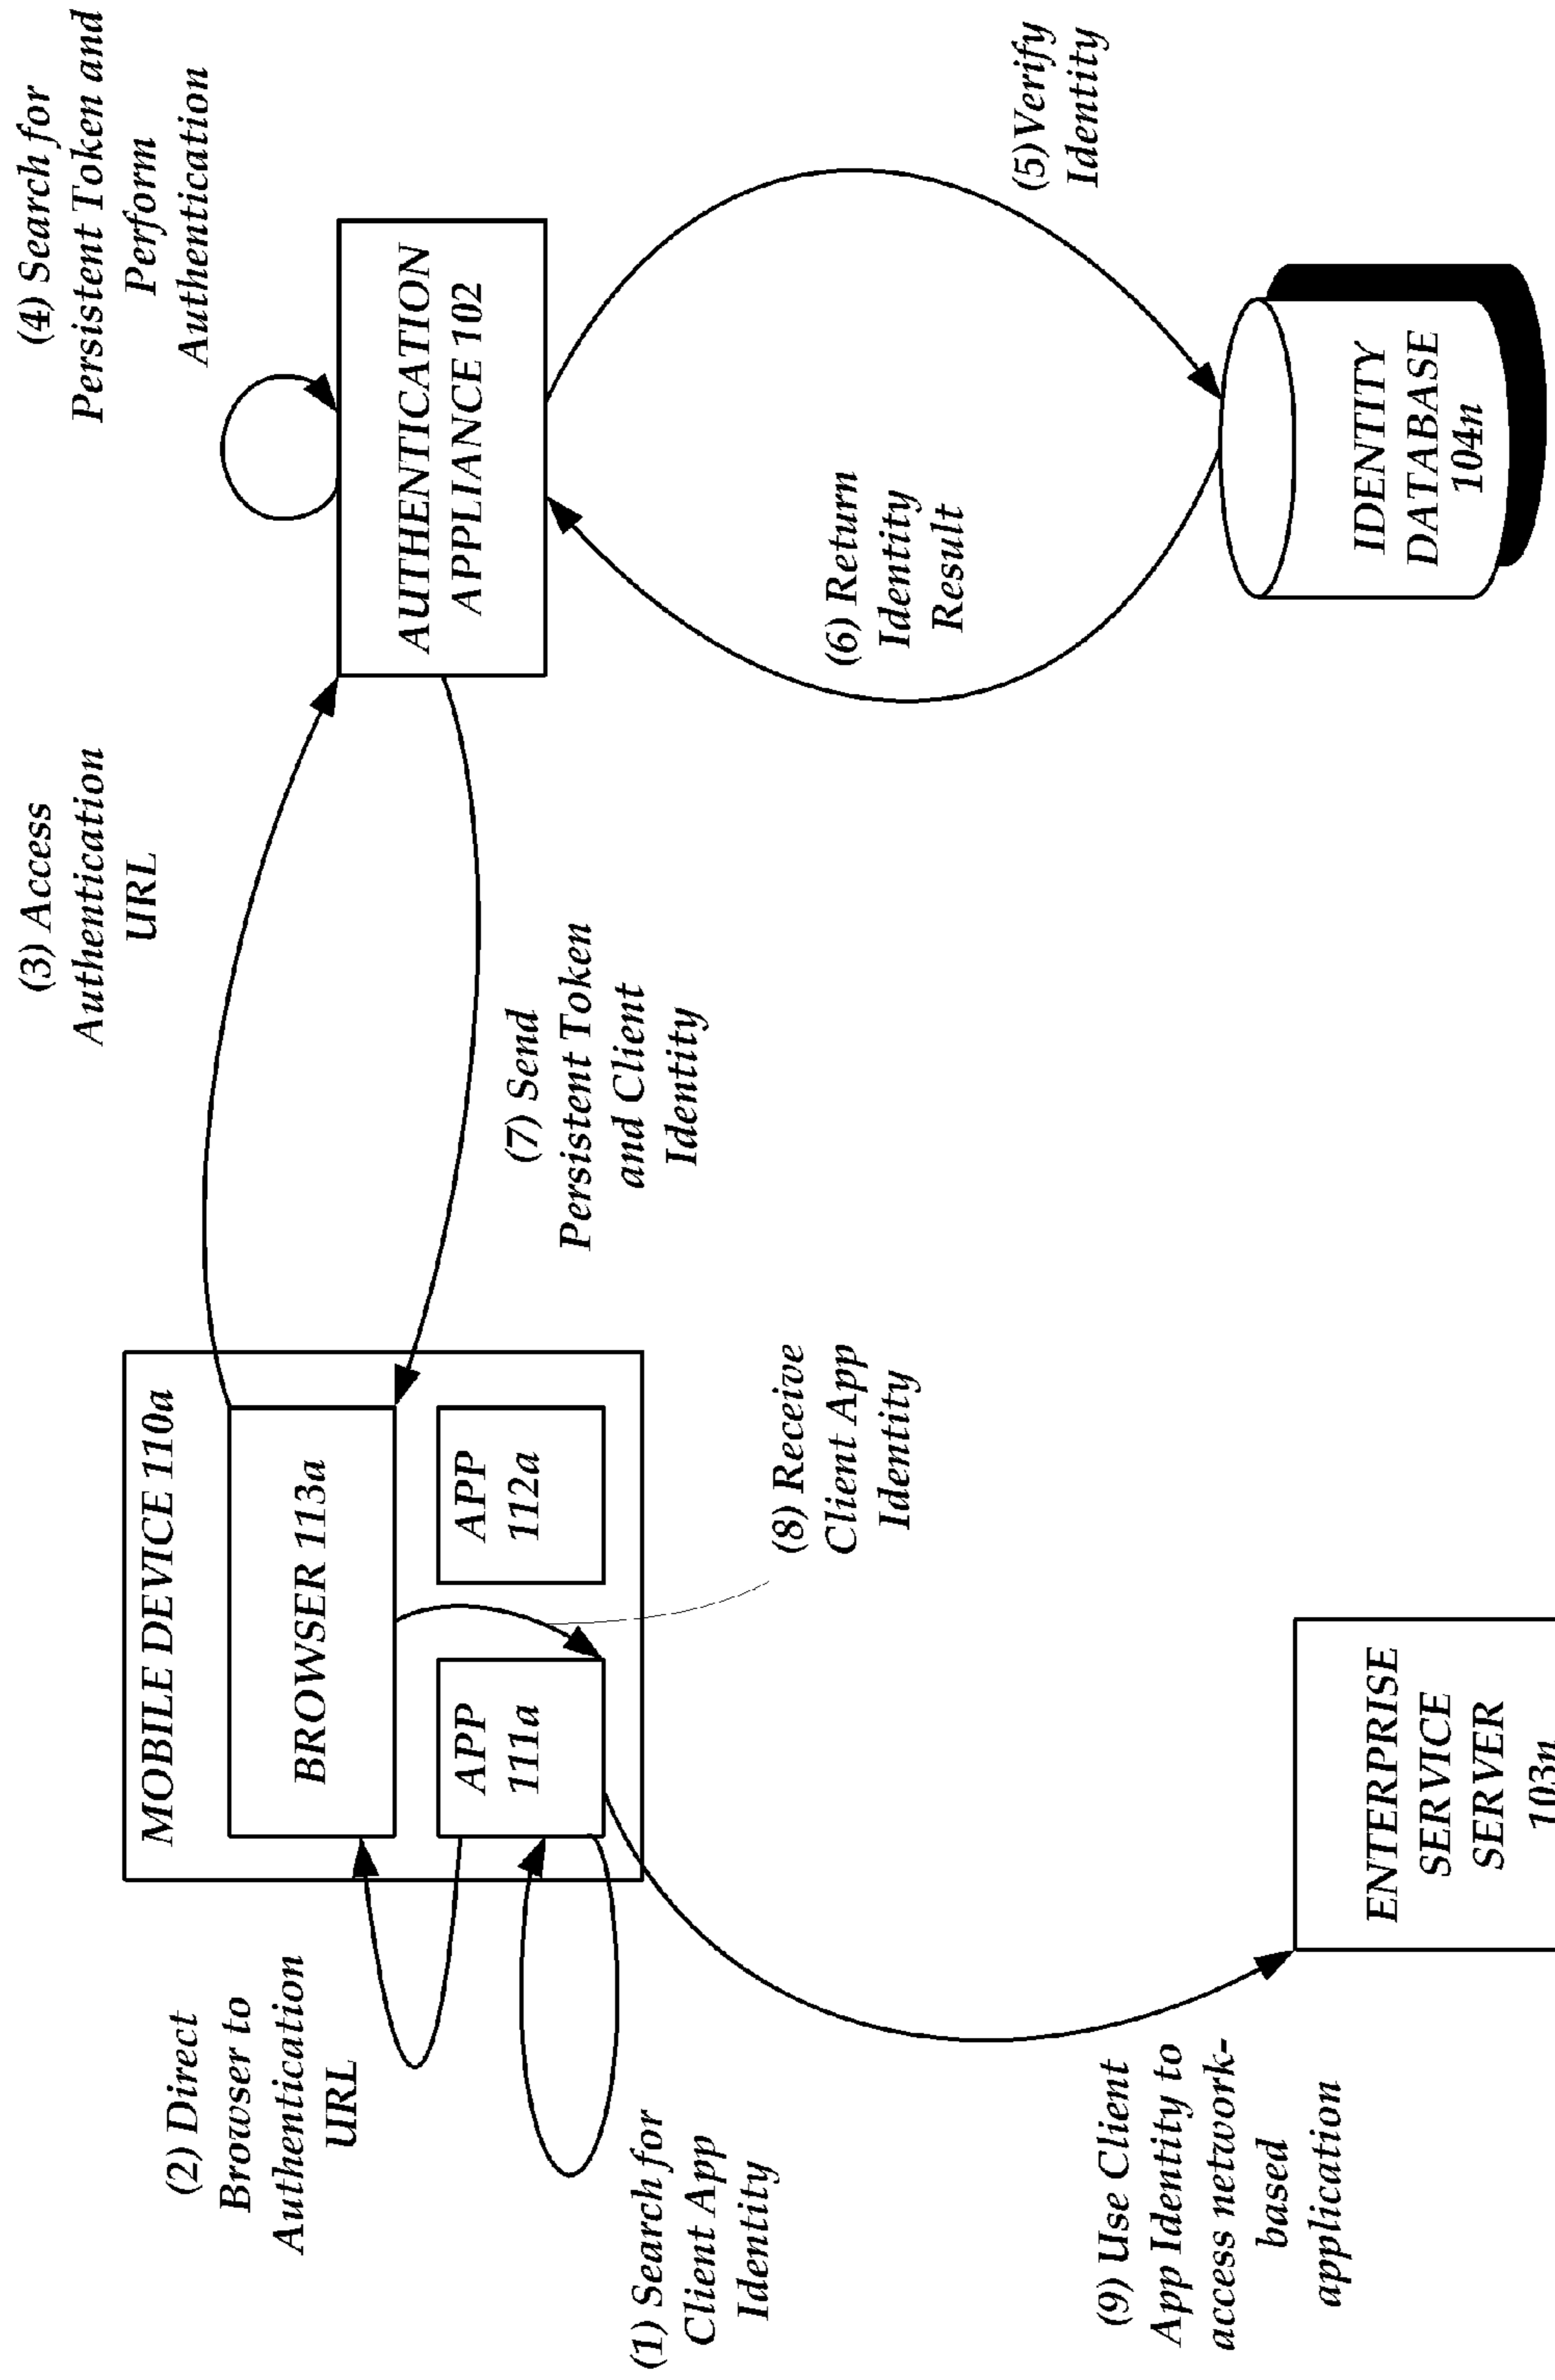 (2) Direct
Browser to
Authentication
URL
(1) Search for
Client App
Identity
(9) Use Client
App Identity to
access network-
based
application
MOBILE DEVICE 110a
BROWSER 113a
APP
111a
APP
112a
(8) Receive
Client App
Identity
ENTERPRISE
SERVICE
SERVER
103n
(3) Access
Authentication
URL
(7) Send
Persistent Token
and Client
Identity
(4) Search for
Persistent Token and
Perform
Authentication
AUTHENTICATION
APPLIANCE 102
(6) Return
Identity
Result
(5)Verify
Identity
IDENTITY
DATABASE
104n